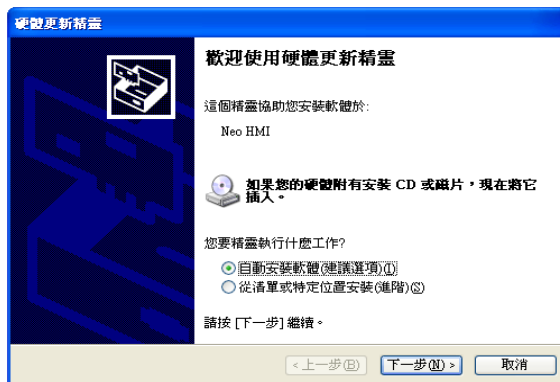 硬體更新精靈
歡迎使用硬體更新精靈
這個精靈協助您安裝軟體於:
Neo HMI
如果您的硬體附有安裝 CD 或磁片，現在將它
插入。
您要精靈執行什麼工作?
自動安裝軟體(建議選項)(I)
從清單或特定位置安裝(進階)(S)
請按 [下一步] 繼續。
< 上一步(B)
下一步(N) >
取消